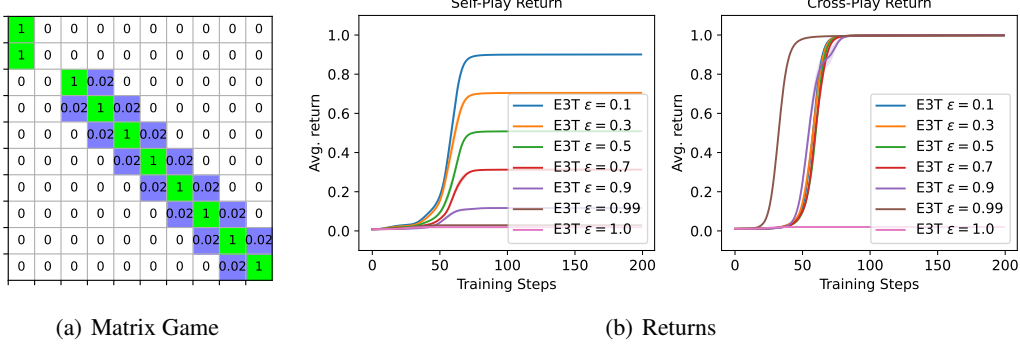 1 0 0 0 0 0 0 0 0 0
1 0 0 0 0 0 0 0 0 0
0 0 1 0.02 0 0 0 0 0 0
0 0 0.02 1 0.02 0 0 0 0 0
0 0 0 0.02 1 0.02 0 0 0 0
0 0 0 0 0.02 1 0.02 0 0 0
0 0 0 0 0 0.02 1 0.02 0 0
0 0 0 0 0 0 0.02 1 0.02 0
0 0 0 0 0 0 0 0.02 1 0.02
0 0 0 0 0 0 0 0 0.02 1
(a) Matrix Game
Self-Play Return
Avg. return
1.0
0.8
0.6
0.4
0.2
0.0
E3T ε = 0.1
E3T ε = 0.3
E3T ε = 0.5
E3T ε = 0.7
E3T ε = 0.9
E3T ε = 0.99
E3T ε = 1.0
0 50 100 150 200
Training Steps
Cross-Play Return
Avg. return
1.0
0.8
0.6
0.4
0.2
0.0
E3T ε = 0.1
E3T ε = 0.3
E3T ε = 0.5
E3T ε = 0.7
E3T ε = 0.9
E3T ε = 0.99
E3T ε = 1.0
0 50 100 150 200
Training Steps
(b) Returns